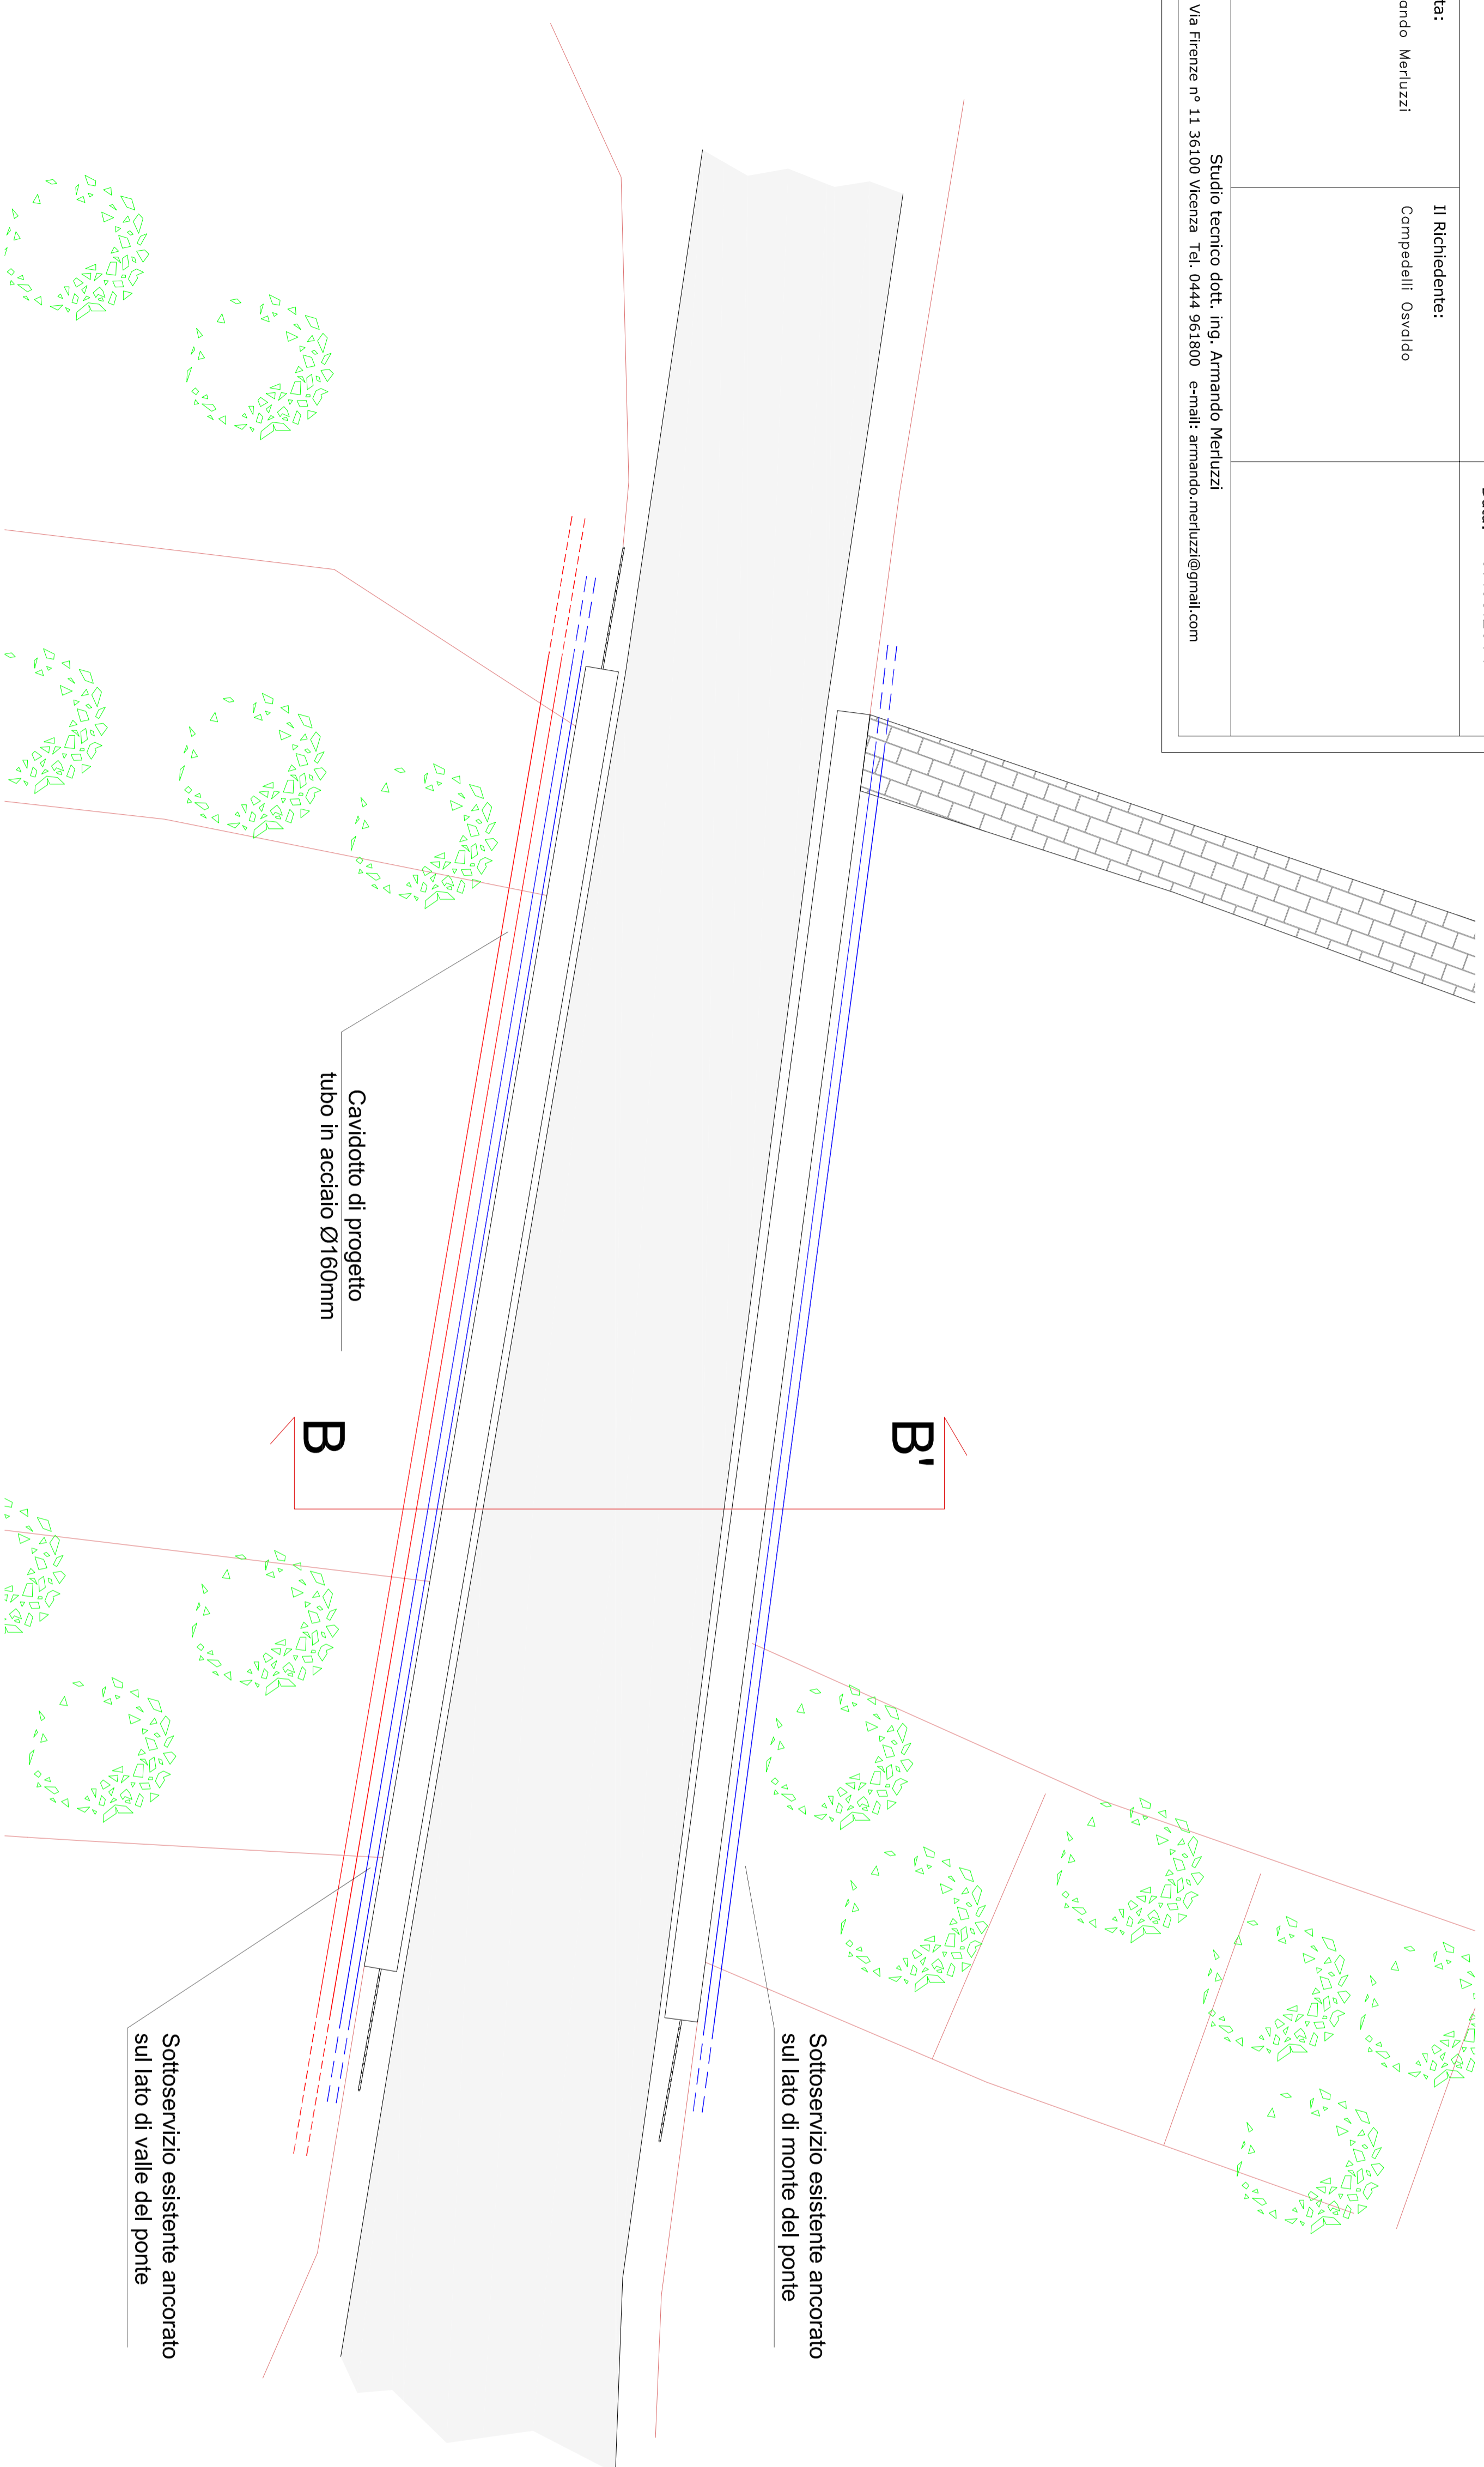 ta:
ando Merluzzi
Il Richiedente:
Campedelli Osvaldo
Studio tecnico dott. ing. Armando Merluzzi
Via Firenze n° 11 36100 Vicenza Tel. 0444 961800 e-mail: armando.merluzzi@gmail.com
B'
B
Cavidotto di progetto
tubo in acciaio Ø160mm
Sottoservizio esistente ancorato
sul lato di monte del ponte
Sottoservizio esistente ancorato
sul lato di valle del ponte